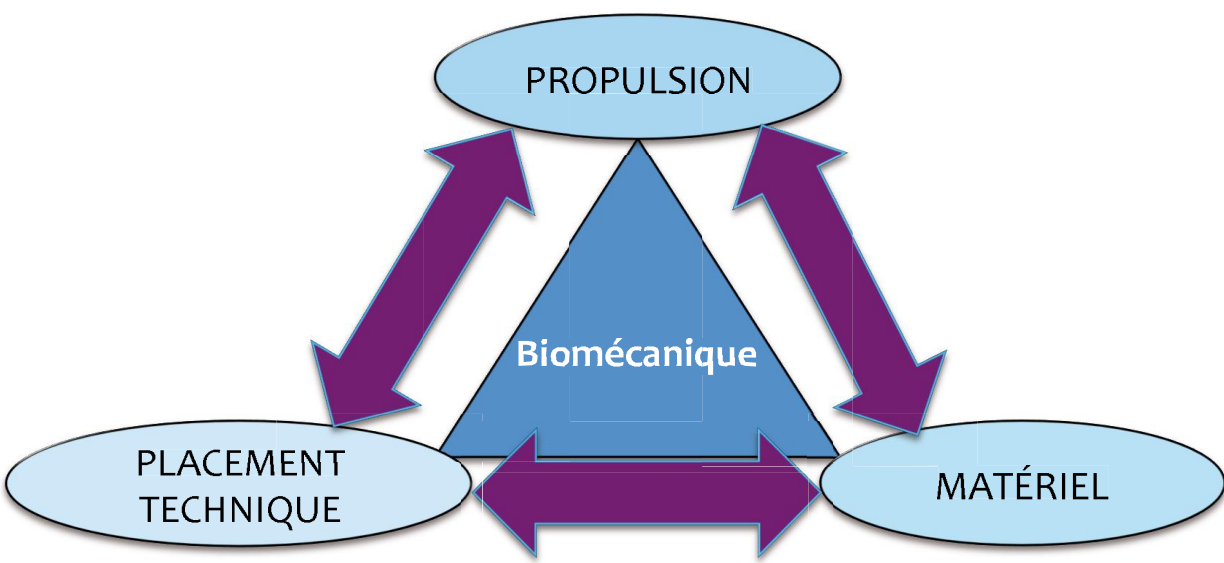 PROPULSION
Biomécanique
PLACEMENT
TECHNIQUE
MATÉRIEL